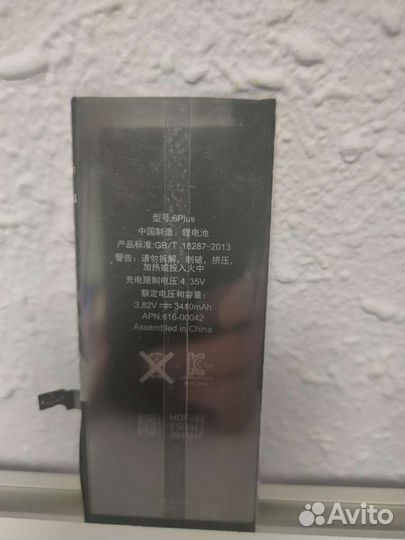 型号:6Plus
中国制造，锂电池
产品标准:GB/T 18287-2013
警告：请勿拆解，刺破，挤压，
加热或投入火中
充电限制电压:4.35V
额定电压和容量:
3.82V ⎓ 3410mAh
APN:616-00042
Assembled in China
Avito